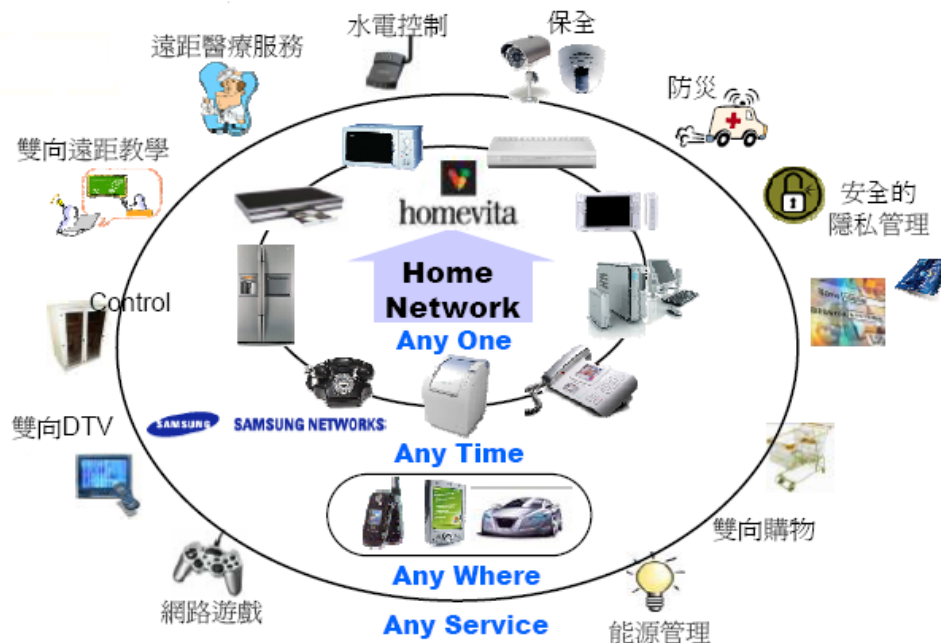 水電控制
保全
遠距醫療服務
防災
雙向遠距教學
安全的
隱私管理
homevita
Home
Network
Any One
Control
雙向DTV
SAMSUNG
SAMSUNG NETWORKS
Any Time
雙向購物
Any Where
網路遊戲
Any Service
能源管理